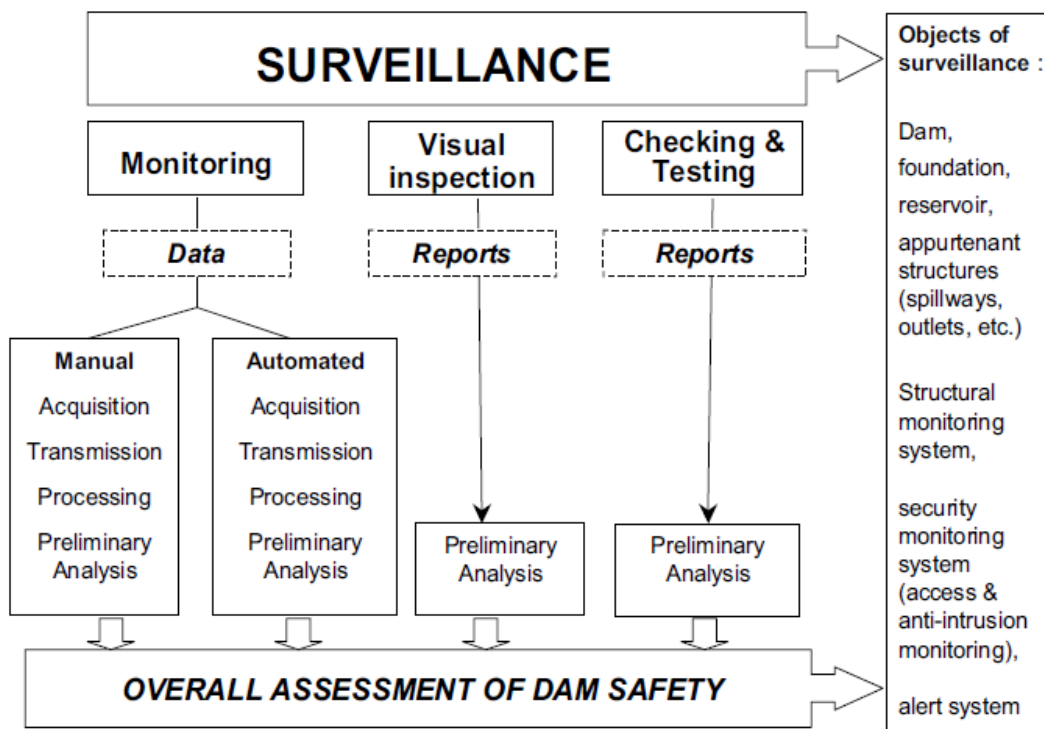 SURVEILLANCE
Monitoring
Visual
inspection
Checking &
Testing
Data
Reports
Reports
Manual
Acquisition
Transmission
Processing
Preliminary
Analysis
Automated
Acquisition
Transmission
Processing
Preliminary
Analysis
Preliminary
Analysis
Preliminary
Analysis
OVERALL ASSESSMENT OF DAM SAFETY
Objects of
surveillance :
Dam,
foundation,
reservoir,
appurtenant
structures
(spillways,
outlets, etc.)
Structural
monitoring
system,
security
monitoring
system
(access &
anti-intrusion
monitoring),
alert system